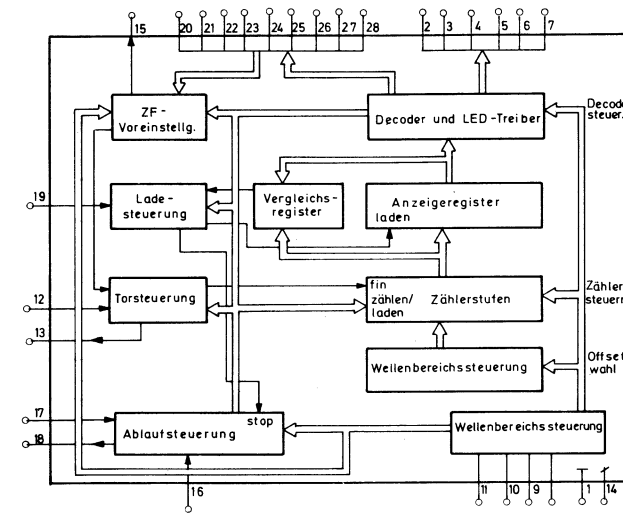 15
20 21 22 23 24 25 26 27 28
2 3 4 5 6 7
ZF-
Voreinstellg.
Decoder und LED-Treiber
Decode
steuer.
19
Lade-
steuerung
Vergleichs-
register
Anzeigeregister
laden
12
13
Torsteuerung
fin
zählen/
laden
Zählerstufen
Zähler
steuern
Wellenbereichssteuerung
Offset
wahl
17
18
Ablaufsteuerung
stop
Wellenbereichssteuerung
16
11 10 9 1 14